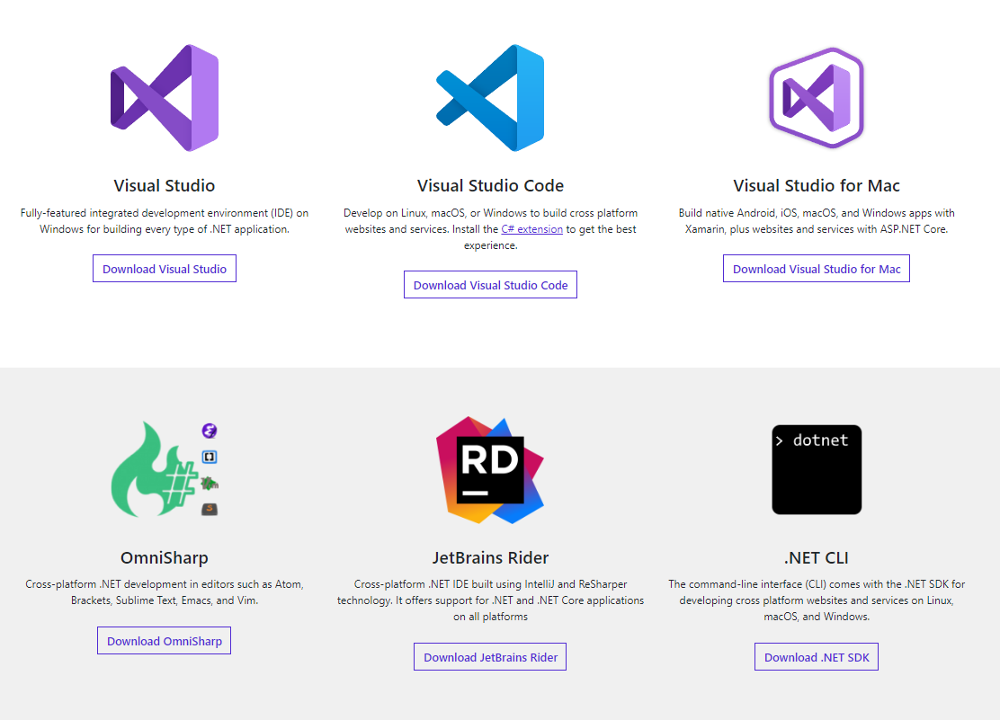 Visual Studio
Fully-featured integrated development environment (IDE) on
Windows for building every type of .NET application.
Download Visual Studio
Visual Studio Code
Develop on Linux, macOS, or Windows to build cross platform
websites and services. Install the C# extension to get the best
experience.
Download Visual Studio Code
Visual Studio for Mac
Build native Android, iOS, macOS, and Windows apps with
Xamarin, plus websites and services with ASP.NET Core.
Download Visual Studio for Mac
#
S
OmniSharp
Cross-platform .NET development in editors such as Atom,
Brackets, Sublime Text, Emacs, and Vim.
Download OmniSharp
RD
JetBrains Rider
Cross-platform .NET IDE built using IntelliJ and ReSharper
technology. It offers support for .NET and .NET Core applications
on all platforms
Download JetBrains Rider
> dotnet
.NET CLI
The command-line interface (CLI) comes with the .NET SDK for
developing cross platform websites and services on Linux,
macOS, and Windows.
Download .NET SDK